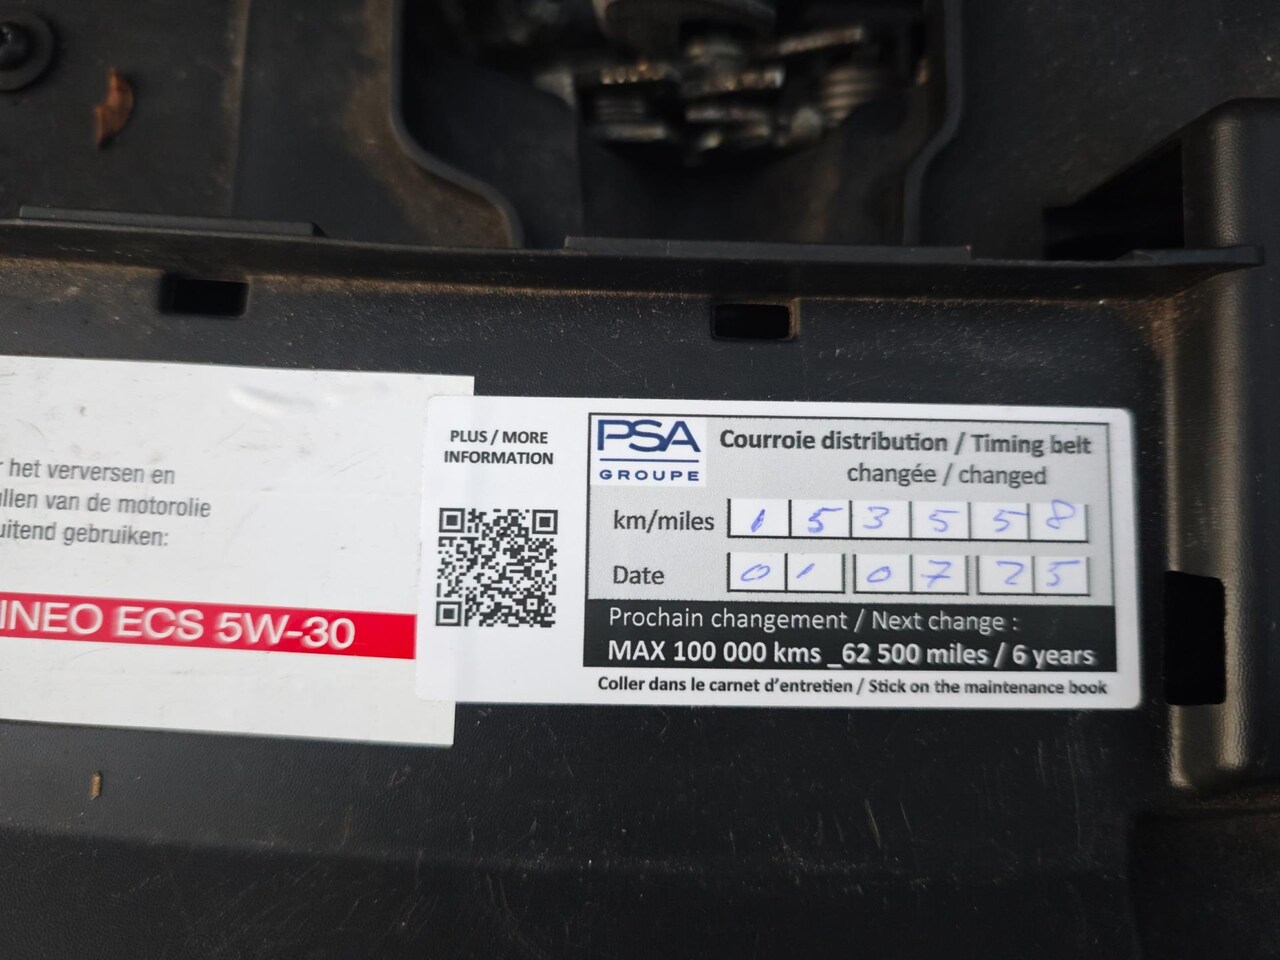 het verversen en
van de motorolie
uitend gebruiken:
INEO ECS 5W-30
PLUS / MORE
INFORMATION
PSA
GROUPE
Courroie distribution / Timing belt
changée / changed
km/miles 1 5 3 5 5 8
Date 0 1 0 7 2 5
Prochain changement / Next change :
MAX 100 000 kms _62 500 miles / 6 years
Coller dans le carnet d'entretien / Stick on the maintenance book